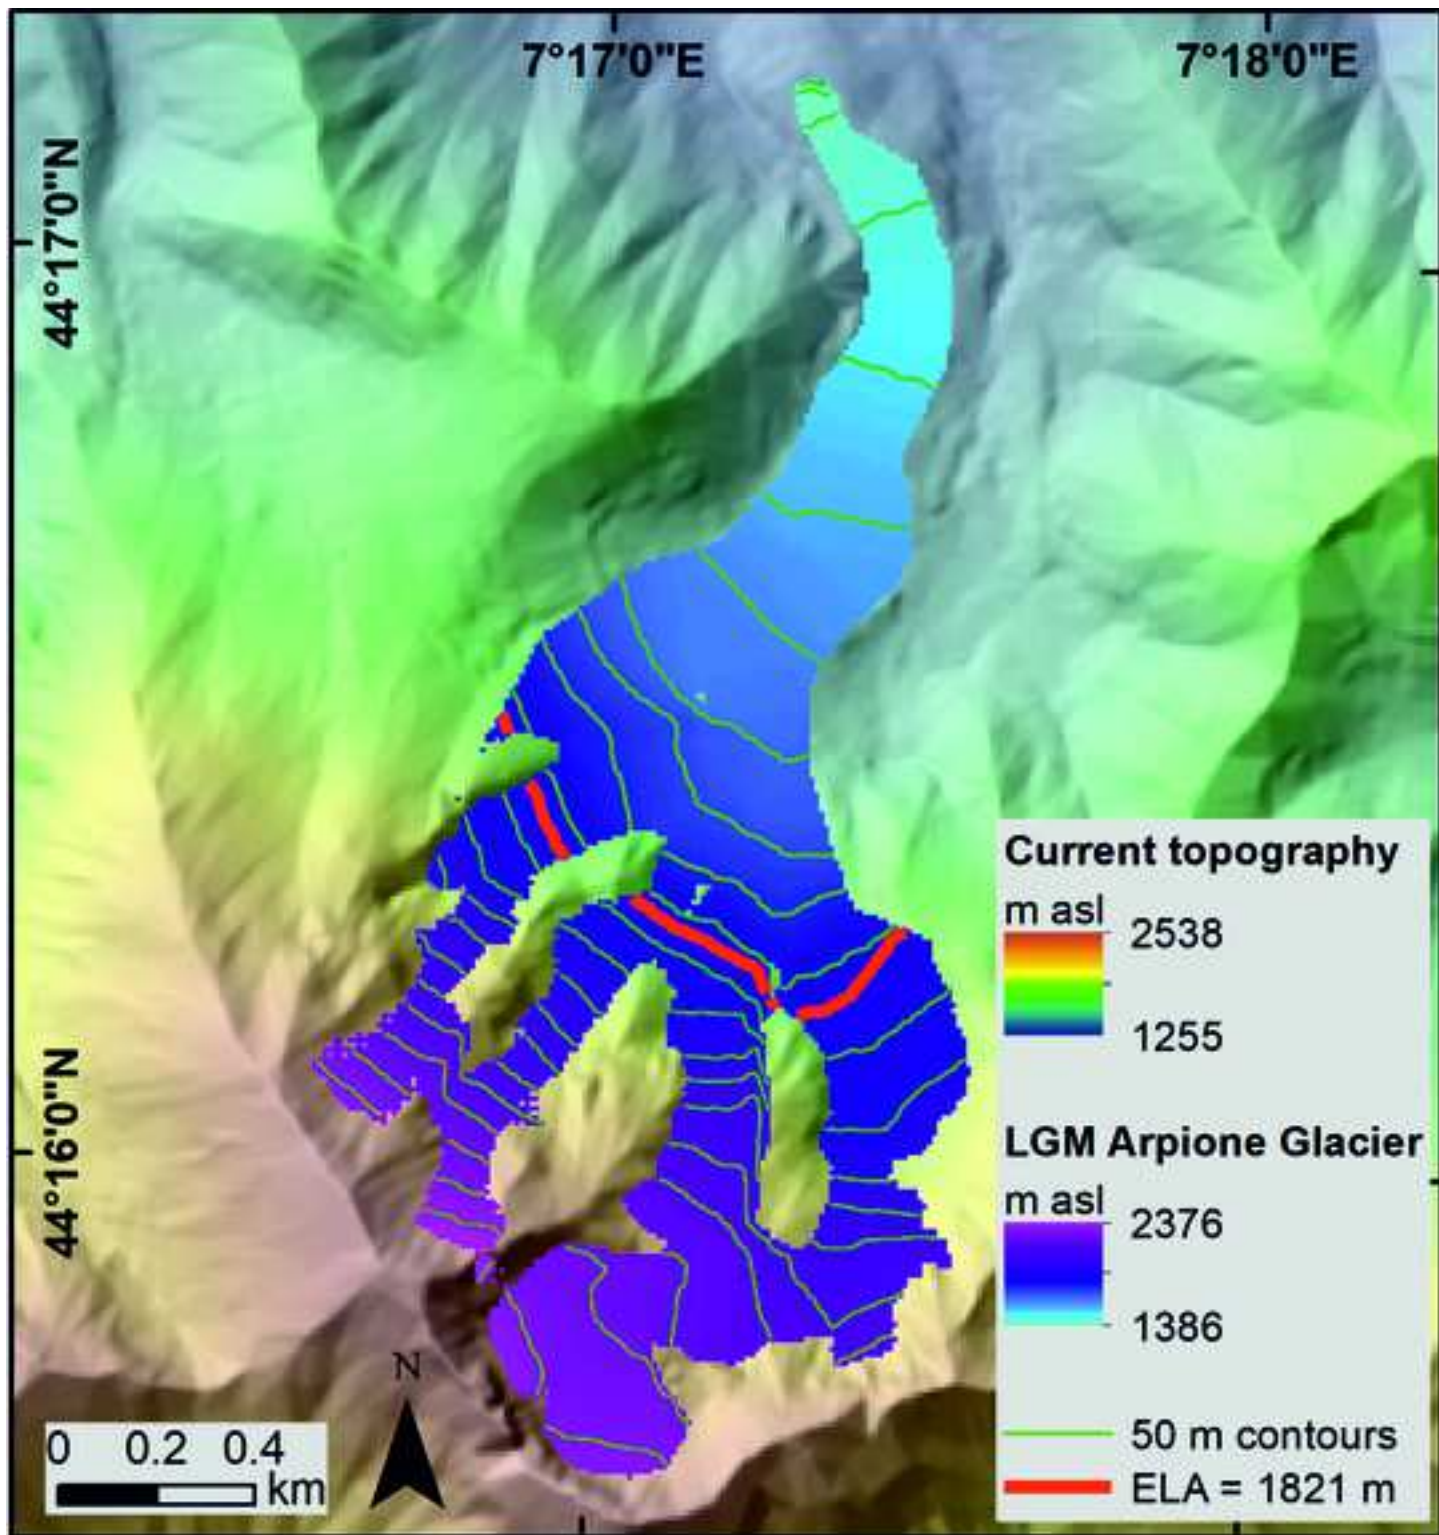 7°17'0"E
7°18'0"E
44°17'0"N
44°16'0"N
Current topography
m asl
2538
1255
LGM Arpione Glacier
m asl
2376
1386
50 m contours
ELA = 1821 m
N
0 0.2 0.4
km